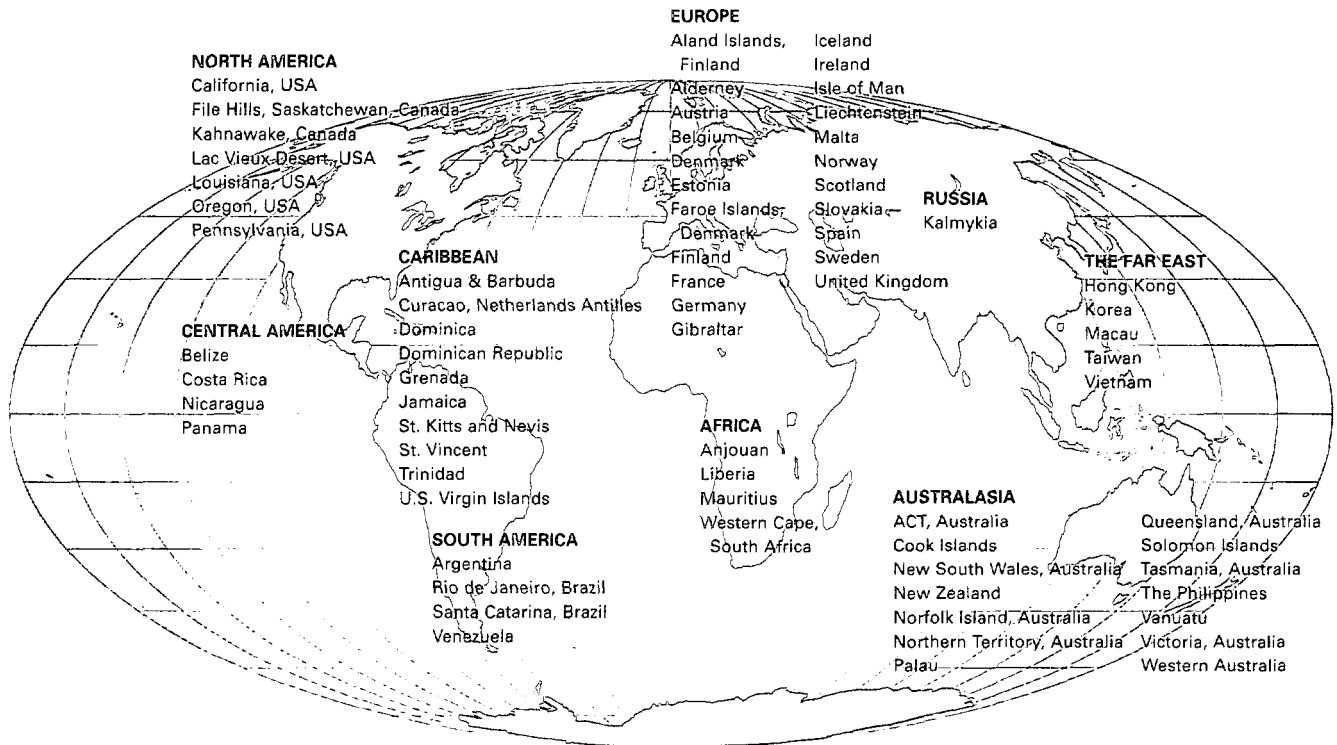 NORTH AMERICA
California, USA
File Hills, Saskatchewan, Canada
Kahnawake, Canada
Lac Vieux Desert, USA
Louisiana, USA
Oregon, USA
Pennsylvania, USA
CENTRAL AMERICA
Belize
Costa Rica
Nicaragua
Panama
CARIBBEAN
Antigua & Barbuda
Curacao, Netherlands Antilles
Dominica
Dominican Republic
Grenada
Jamaica
St. Kitts and Nevis
St. Vincent
Trinidad
U.S. Virgin Islands
SOUTH AMERICA
Argentina
Rio de Janeiro, Brazil
Santa Catarina, Brazil
Venezuela
EUROPE
Aland Islands,
Finland
Alderney
Austria
Belgium
Denmark
Estonia
Faroe Islands,
Denmark
Finland
France
Germany
Gibraltar
Iceland
Ireland
Isle of Man
Liechtenstein
Malta
Norway
Scotland
Slovakia
Spain
Sweden
United Kingdom
RUSSIA
Kalmykia
THE FAR EAST
Hong Kong
Korea
Macau
Taiwan
Vietnam
AFRICA
Anjouan
Liberia
Mauritius
Western Cape,
South Africa
AUSTRALASIA
ACT, Australia
Cook Islands
New South Wales, Australia
New Zealand
Norfolk Island, Australia
Northern Territory, Australia
Palau
Queensland, Australia
Solomon Islands
Tasmania, Australia
The Philippines
Vanuatu
Victoria, Australia
Western Australia